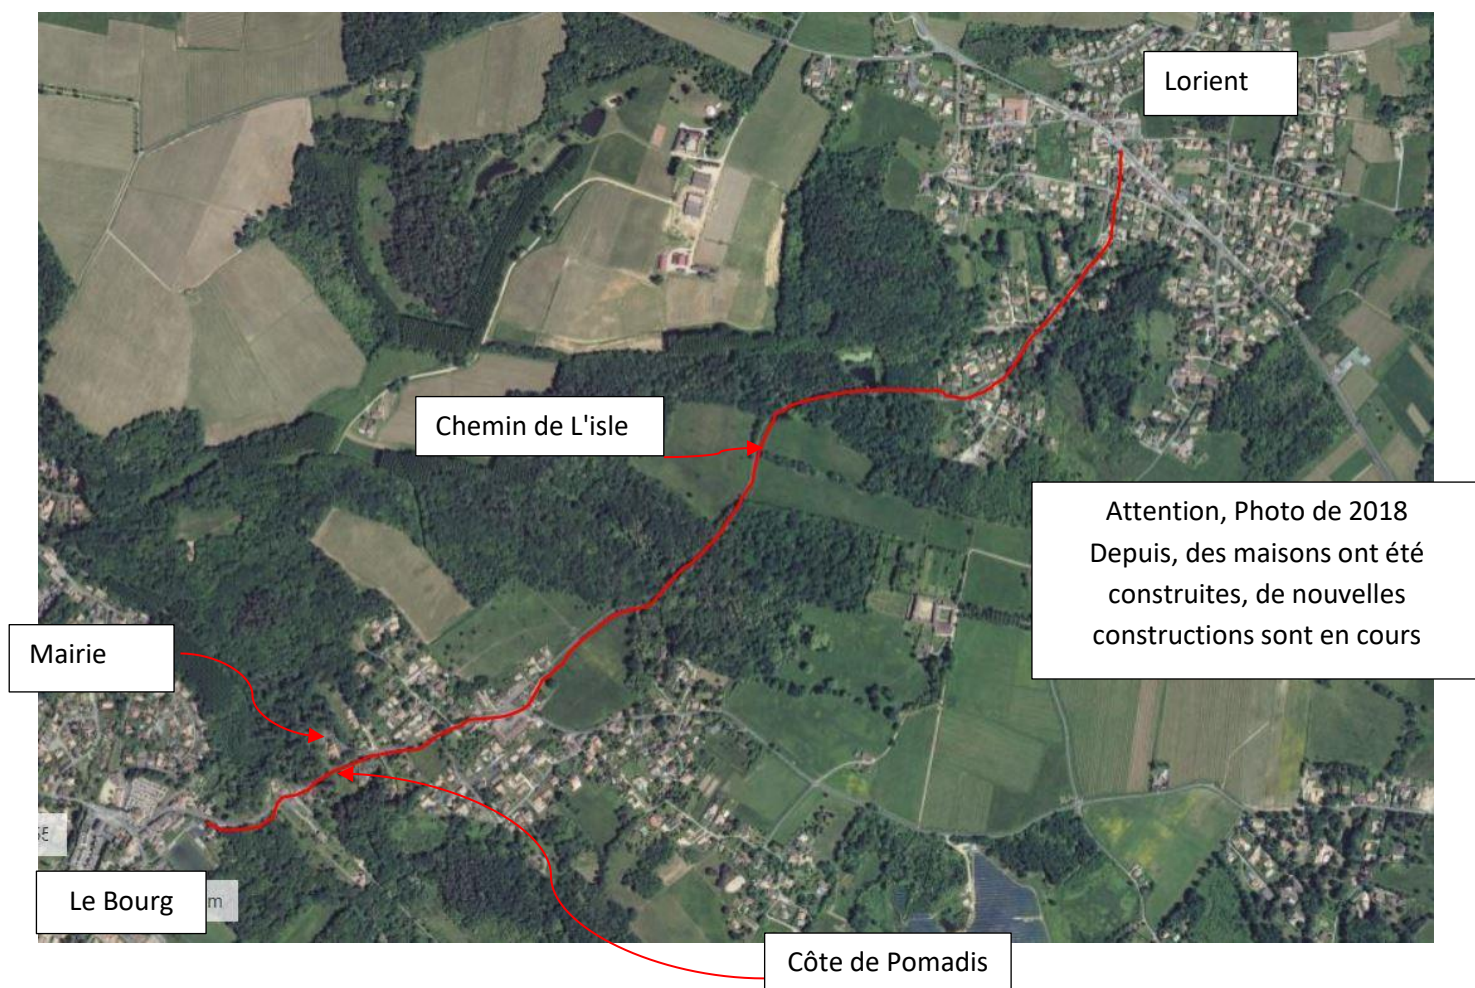 Lorient
Chemin de L'isle
Attention, Photo de 2018
Depuis, des maisons ont été
construites, de nouvelles
constructions sont en cours
Mairie
Le Bourg
m
Côte de Pomadis